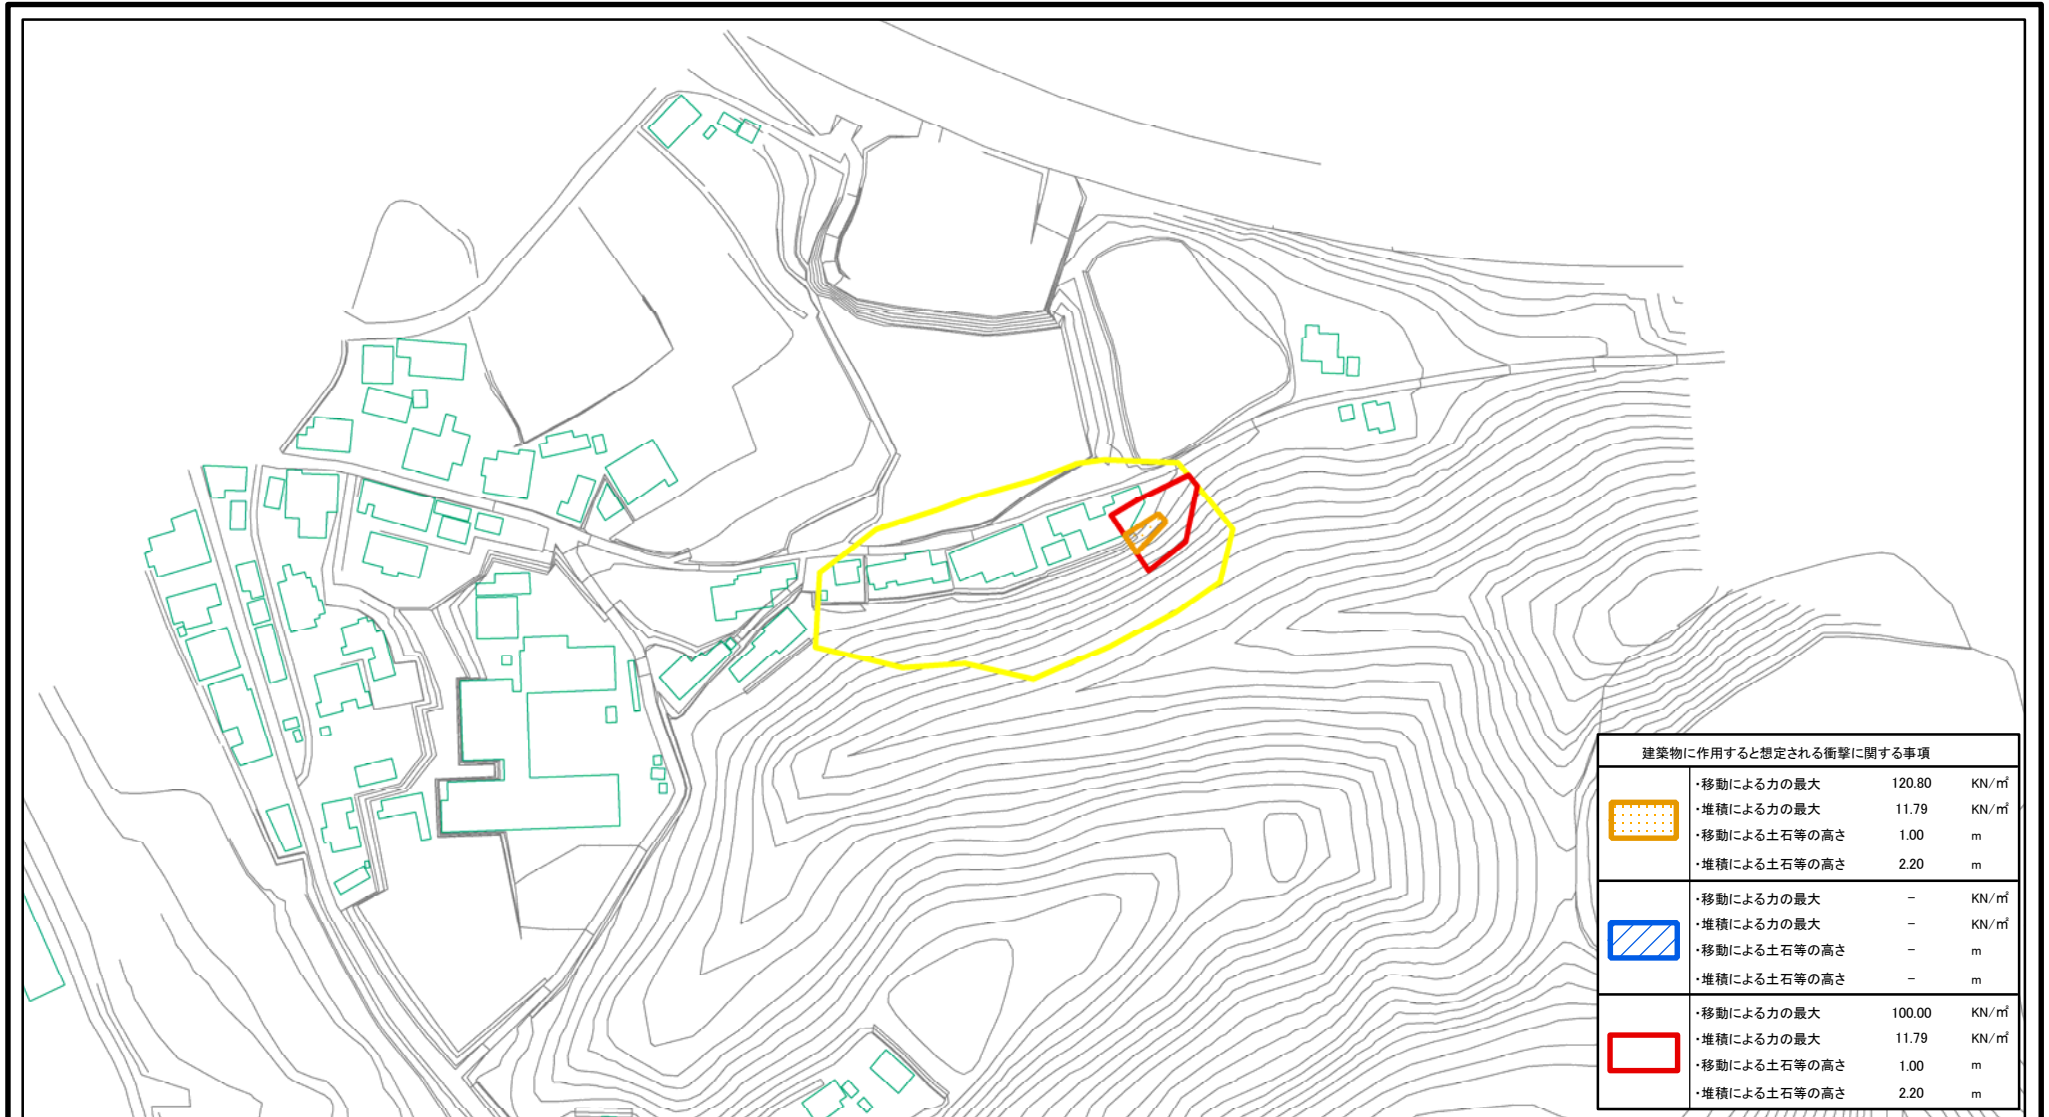 建築物に作用すると想定される衝撃に関する事項
・移動による力の最大 120.80 KN/㎡
・堆積による力の最大 11.79 KN/㎡
・移動による土石等の高さ 1.00 m
・堆積による土石等の高さ 2.20 m
・移動による力の最大 － KN/㎡
・堆積による力の最大 － KN/㎡
・移動による土石等の高さ － m
・堆積による土石等の高さ － m
・移動による力の最大 100.00 KN/㎡
・堆積による力の最大 11.79 KN/㎡
・移動による土石等の高さ 1.00 m
・堆積による土石等の高さ 2.20 m